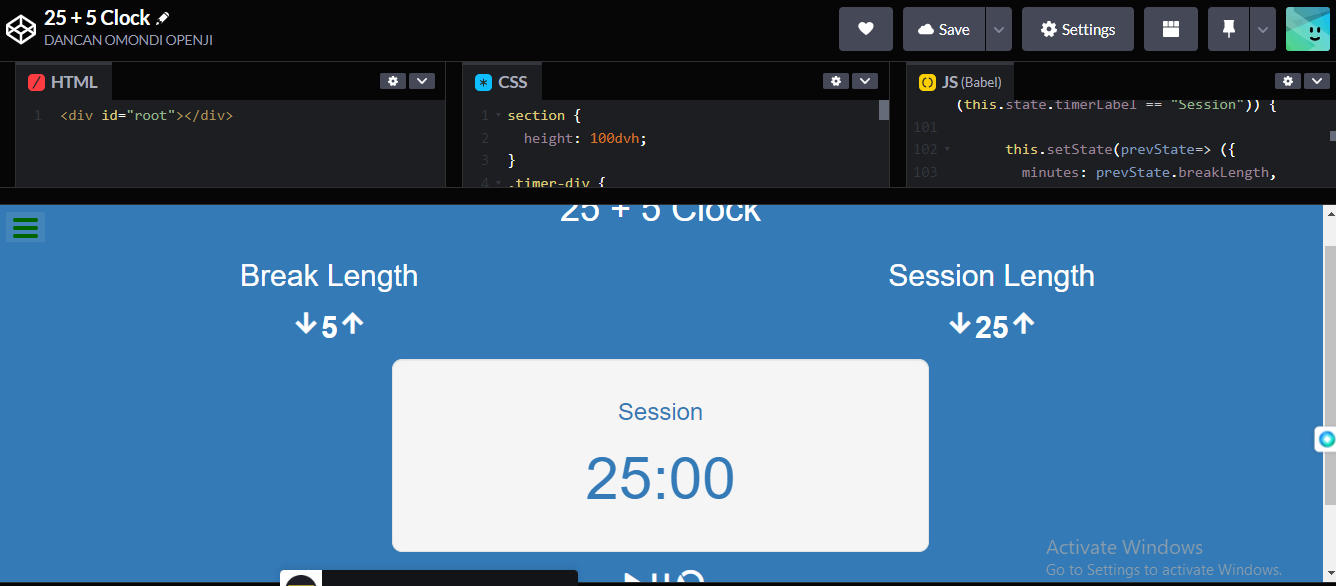 25 + 5 Clock
DANCAN OMONDI OPENJI
Save
Settings
HTML
1 <div id="root"></div>
CSS
1 section {
2 height: 100dvh;
3 }
4 .timer-div {
JS (Babel)
(this.state.timerLabel == "Session")) {
101
102 this.setState(prevState=> ({
103 minutes: prevState.breakLength,
25 + 5 Clock
Break Length
5
Session Length
25
Session
25:00
Activate Windows
Go to Settings to activate Windows.